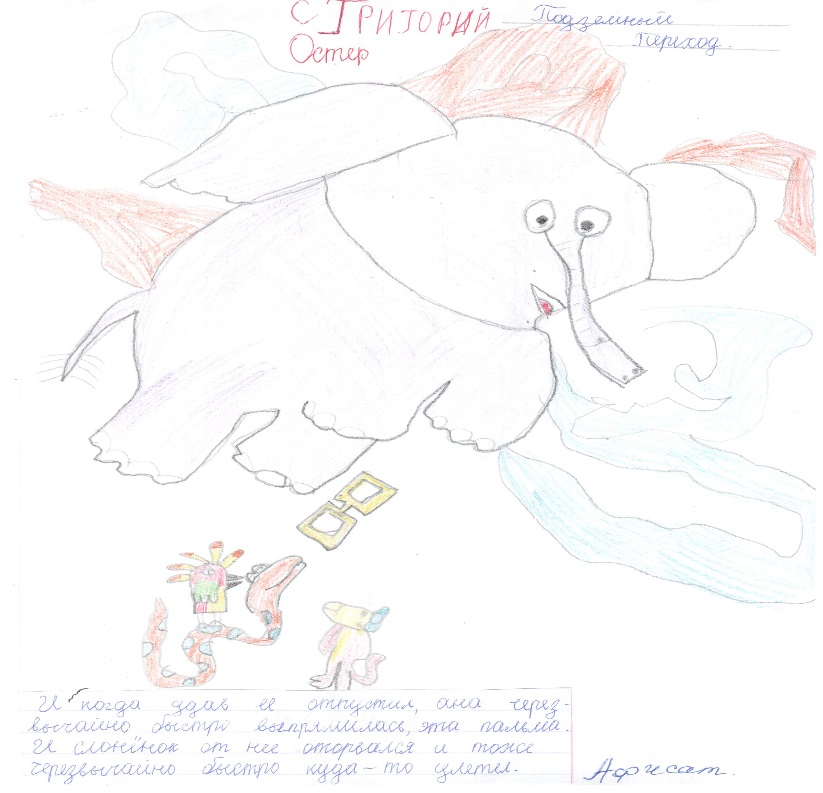 С ГРИГОРИЙ
Остер
Подземный
Переход.
И когда удав её отпустил, она через-
вычайно быстро выпрямилась, эта пальма.
И слонёнок от неё оторвался и тоже
черезвычайно быстро куда-то улетел.